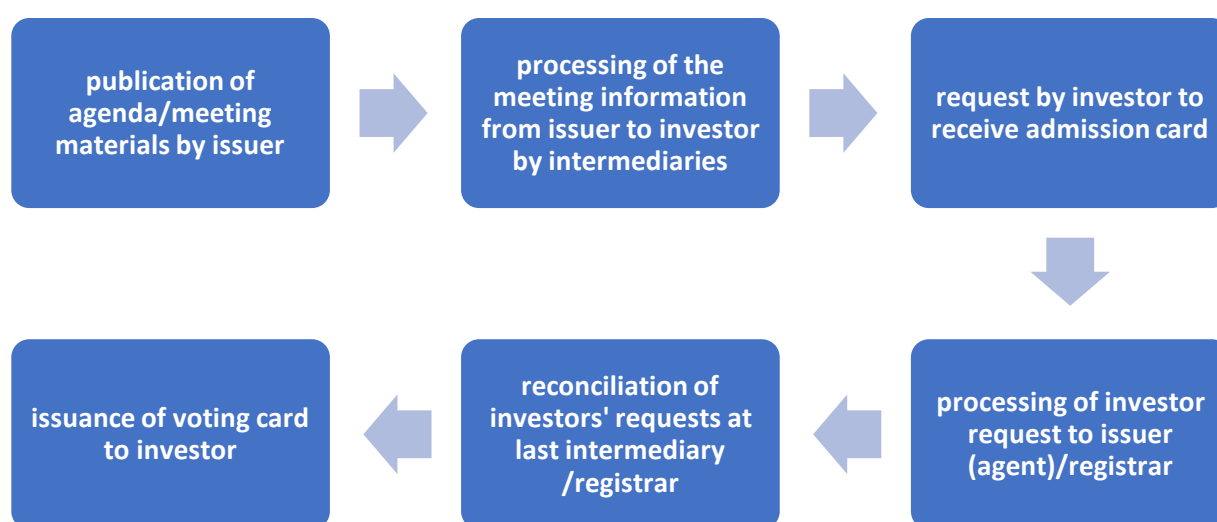 publication of
agenda/meeting
materials by issuer
processing of the
meeting information
from issuer to investor
by intermediaries
request by investor to
receive admission card
processing of investor
request to issuer
(agent)/registrar
reconciliation of
investors' requests at
last intermediary
/registrar
issuance of voting card
to investor